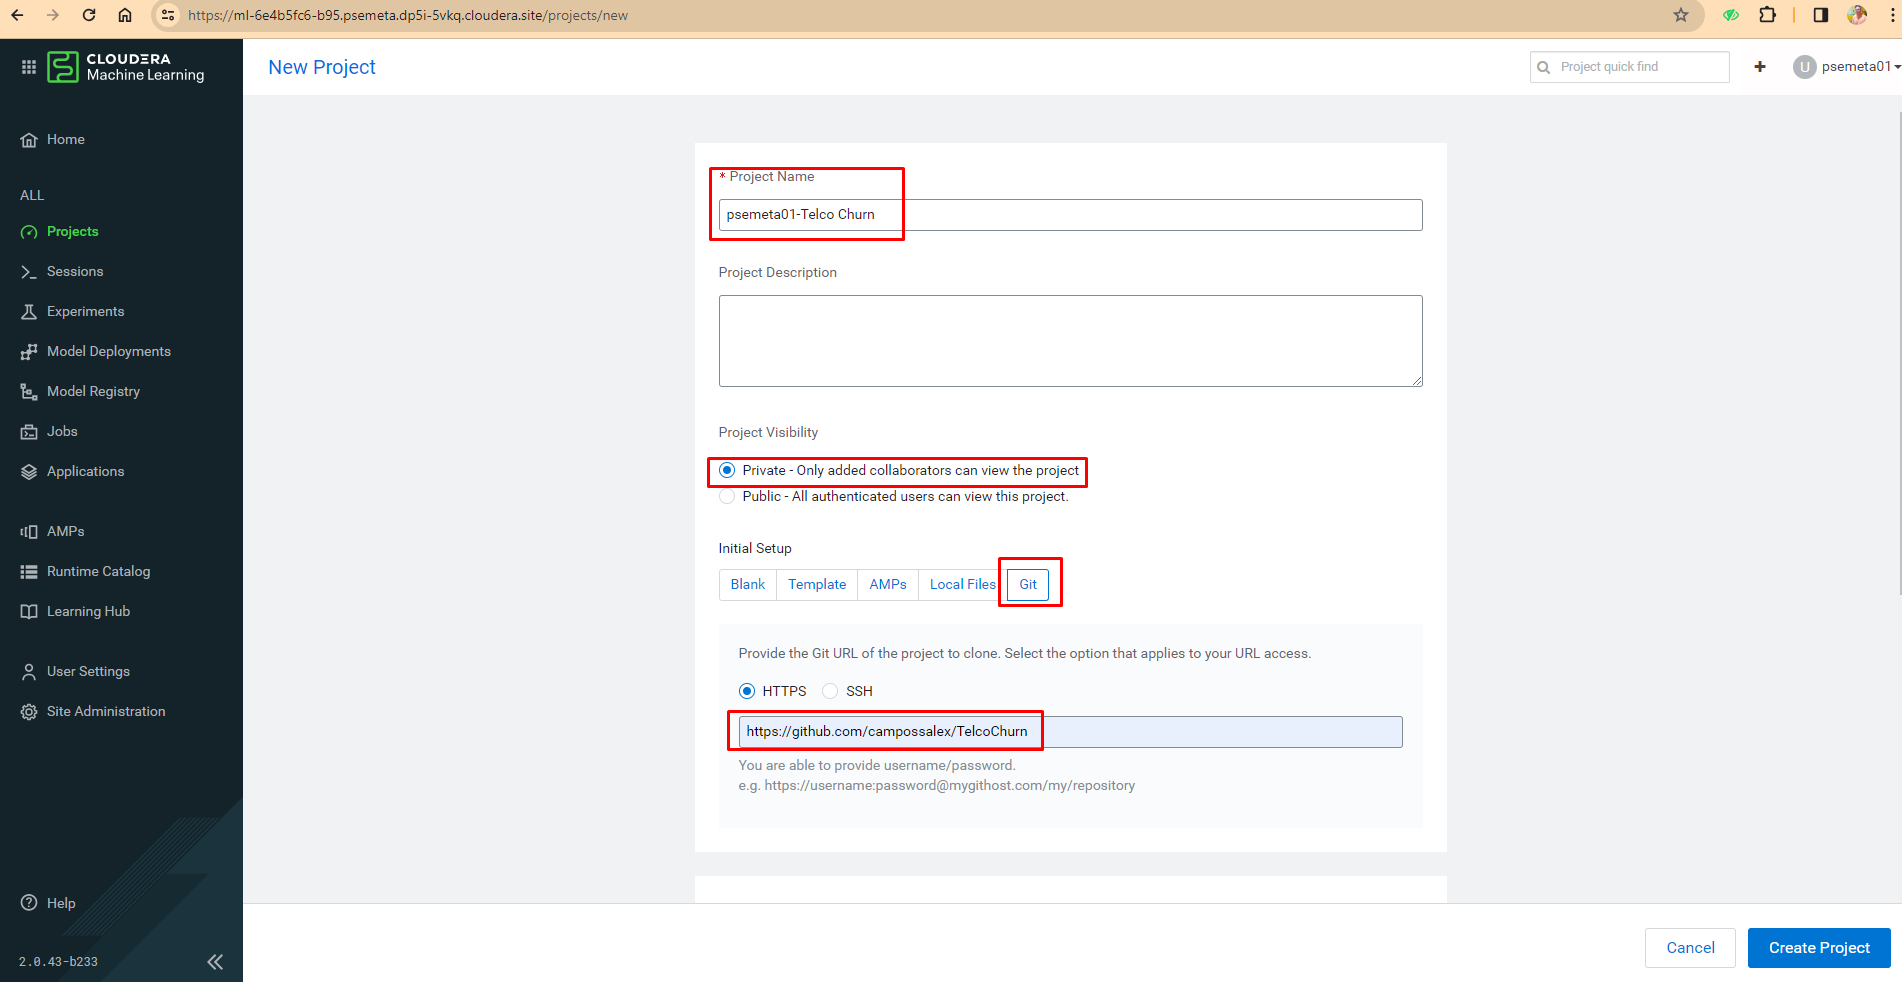 https://ml-6e4b5fc6-b95.psemeta.dp5i-5vkq.cloudera.site/projects/new
CLOUDERA
Machine Learning
New Project
Project quick find
U psemeta01
Home
ALL
Projects
Sessions
Experiments
Model Deployments
Model Registry
Jobs
Applications
AMPs
Runtime Catalog
Learning Hub
User Settings
Site Administration
Help
2.0.43-b233
* Project Name
psemeta01-Telco Churn
Project Description
Project Visibility
Private - Only added collaborators can view the project
Public - All authenticated users can view this project.
Initial Setup
Blank Template AMPs Local Files Git
Provide the Git URL of the project to clone. Select the option that applies to your URL access.
HTTPS SSH
https://github.com/campossalex/TelcoChurn
You are able to provide username/password.
e.g. https://username:password@mygithost.com/my/repository
Cancel Create Project